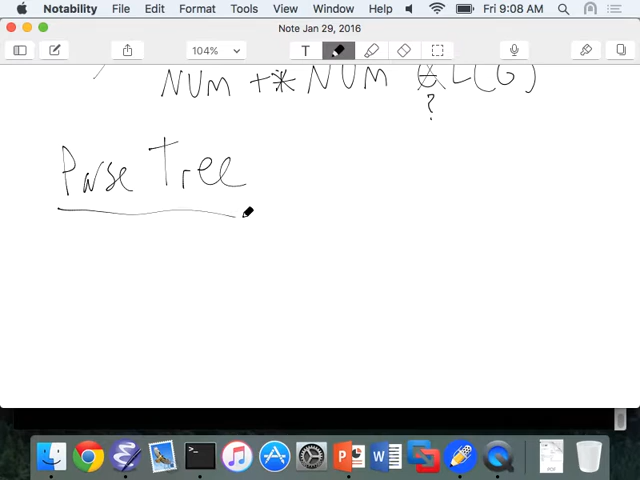 Notability File Edit Format Tools View Window Help Fri 9:08 AM
Note Jan 29, 2016
104% T
NUM +* NUM ∉ L(G)
?
Parse Tree